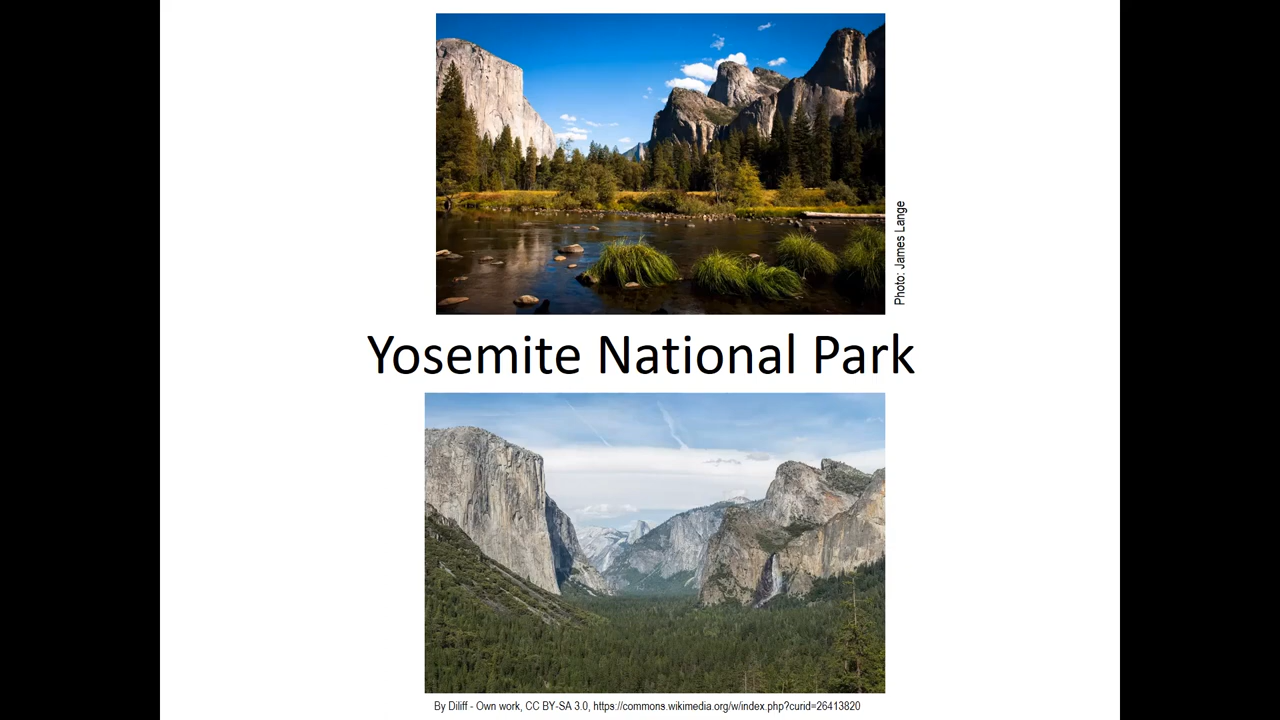 Photo: James Lange
Yosemite National Park
By Diliff - Own work, CC BY-SA 3.0, https://commons.wikimedia.org/w/index.php?curid=26413820